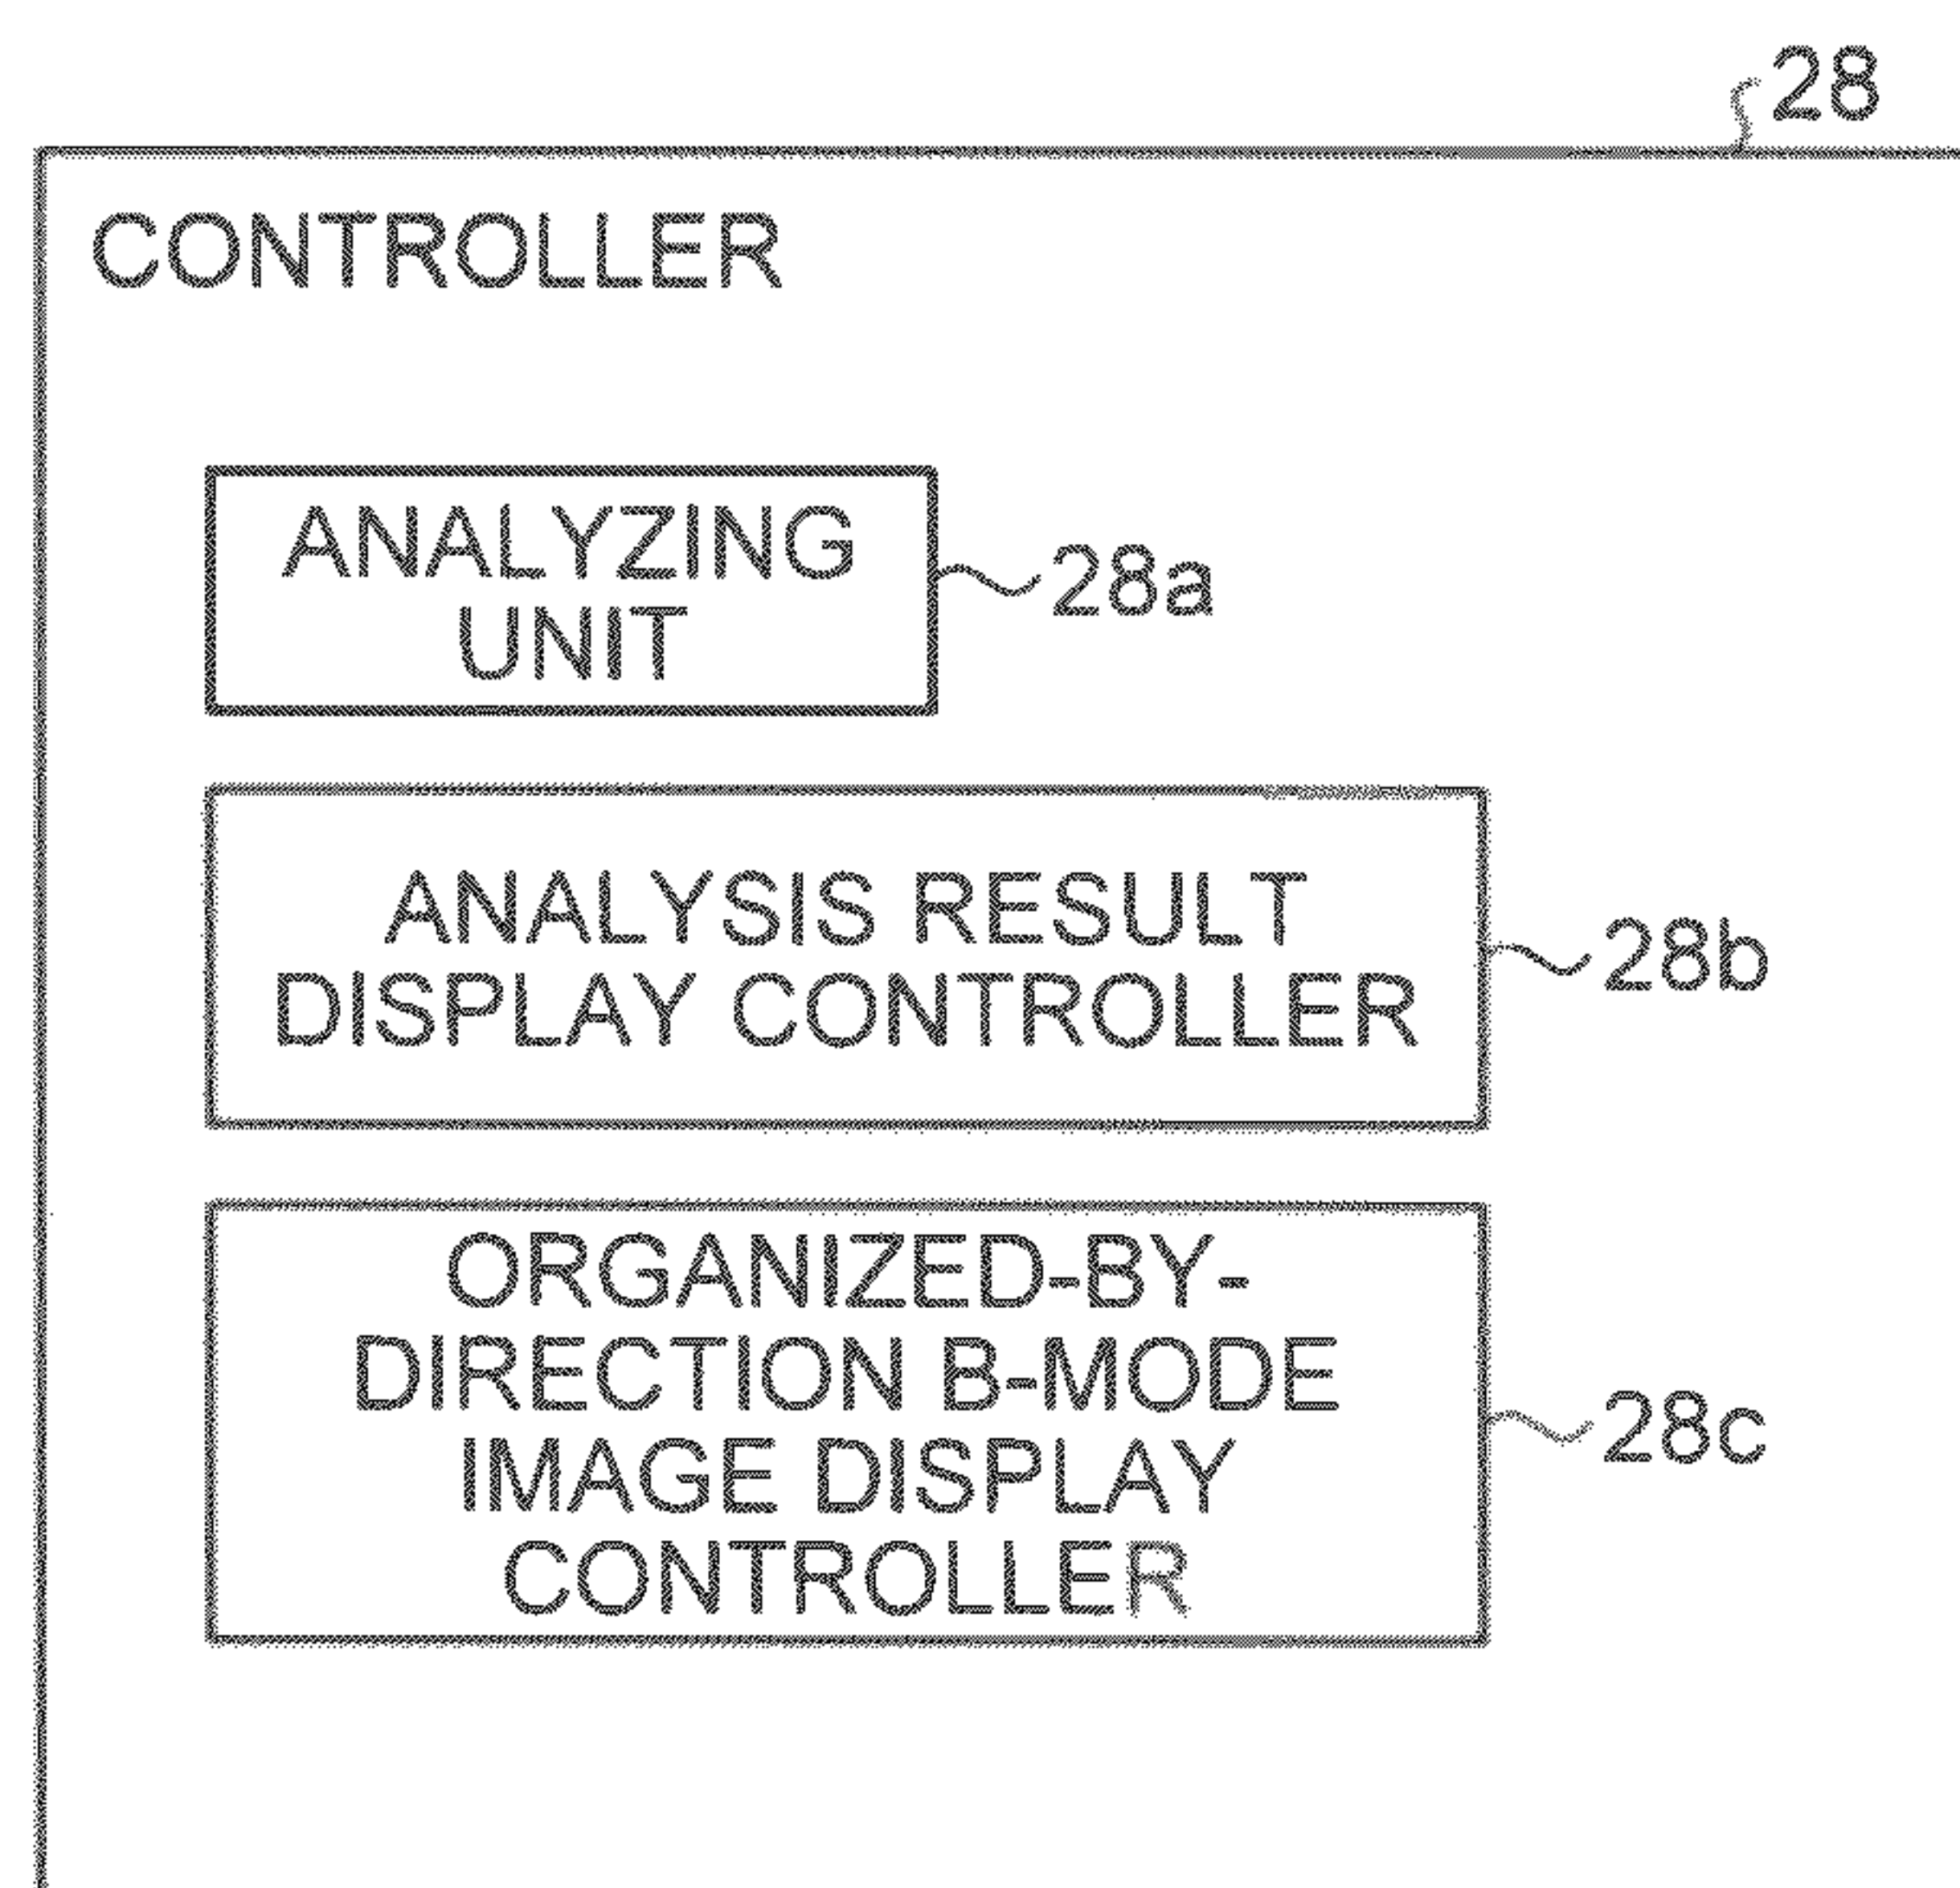 28
CONTROLLER
ANALYZING
UNIT
28a
ANALYSIS RESULT
DISPLAY CONTROLLER
28b
ORGANIZED-BY-
DIRECTION B-MODE
IMAGE DISPLAY
CONTROLLER
28c